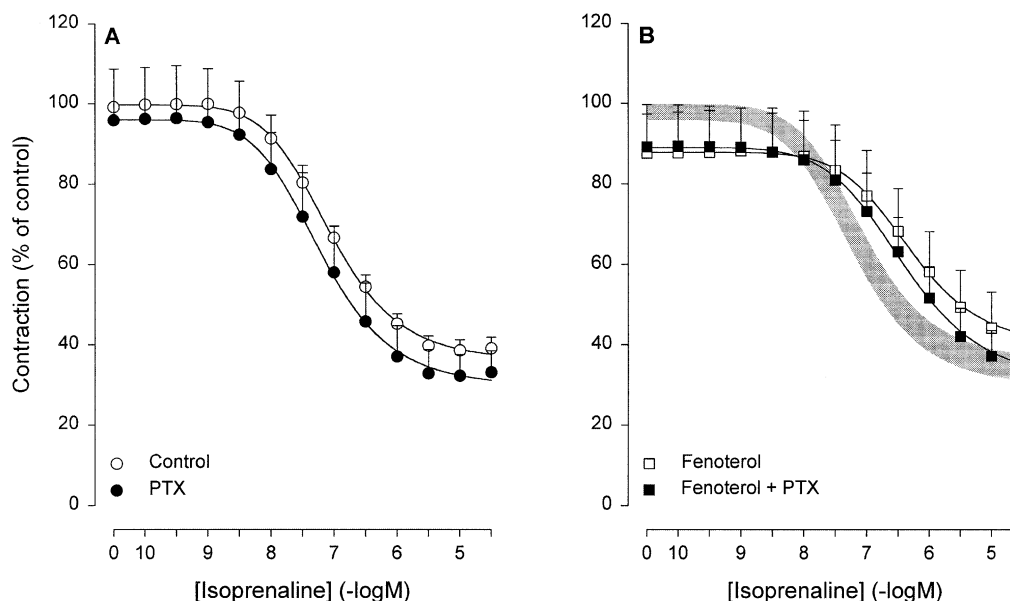 A
B
Contraction (% of control)
120
100
80
60
40
20
0
Control
PTX
0 10 9 8 7 6 5
[Isoprenaline] (-logM)
120
100
80
60
40
20
0
Fenoterol
Fenoterol + PTX
0 10 9 8 7 6 5
[Isoprenaline] (-logM)